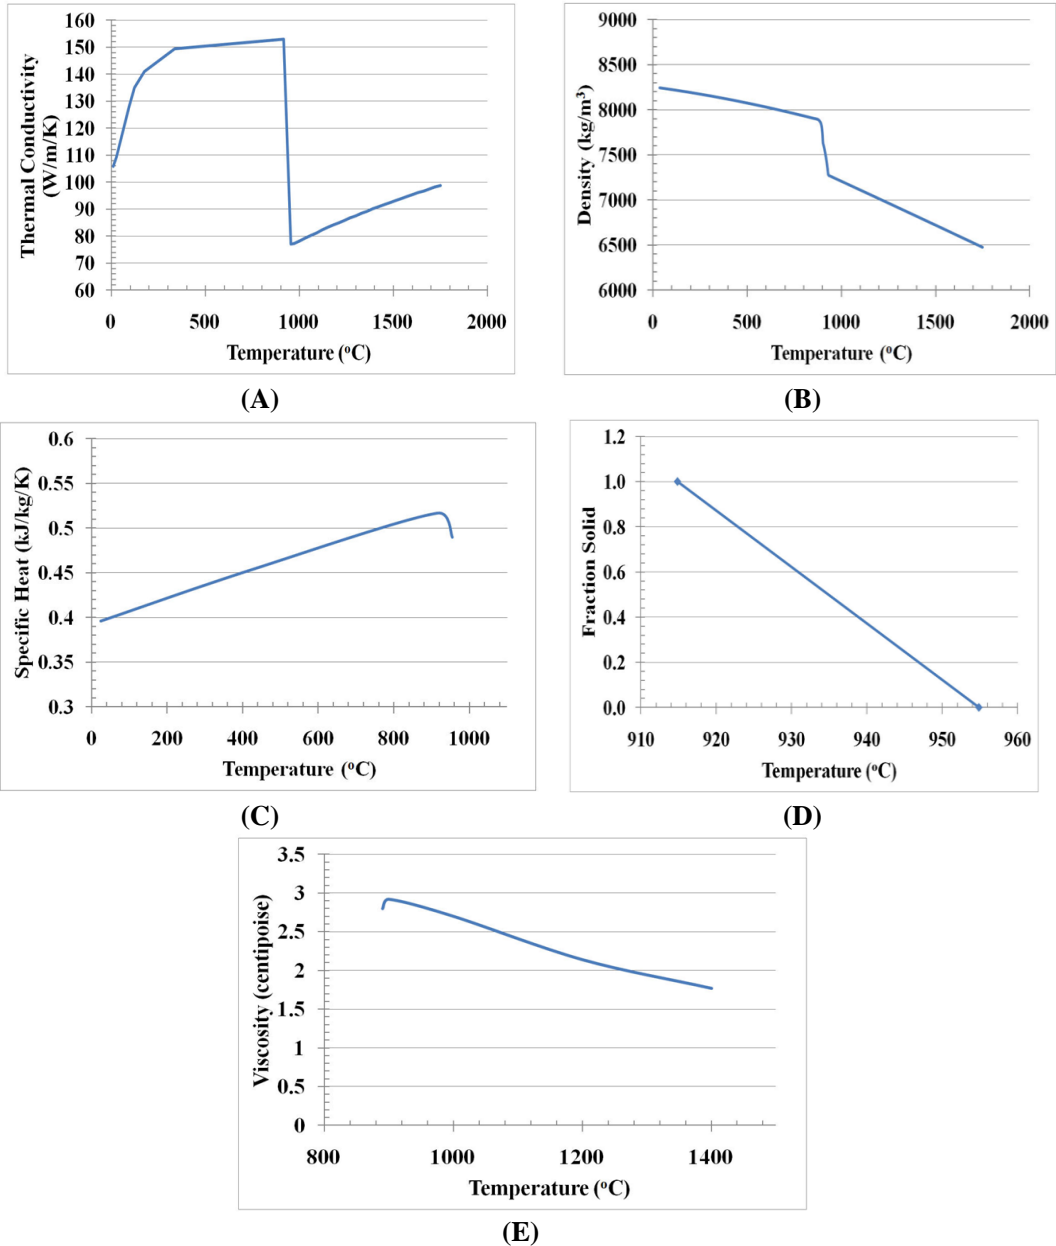 160
150
140
130
120
110
100
90
80
70
60
Thermal Conductivity
(W/m/K)
0 500 1000 1500 2000
Temperature (ºC)
(A)
9000
8500
8000
7500
7000
6500
6000
Density (kg/m³)
0 500 1000 1500 2000
Temperature (ºC)
(B)
0.6
0.55
0.5
0.45
0.4
0.35
0.3
Specific Heat (kJ/kg/K)
0 200 400 600 800 1000
Temperature (ºC)
(C)
1.2
1.0
0.8
0.6
0.4
0.2
0.0
Fraction Solid
910 920 930 940 950 960
Temperature (ºC)
(D)
3.5
3
2.5
2
1.5
1
0.5
0
Viscosity (centipoise)
800 1000 1200 1400
Temperature (ºC)
(E)